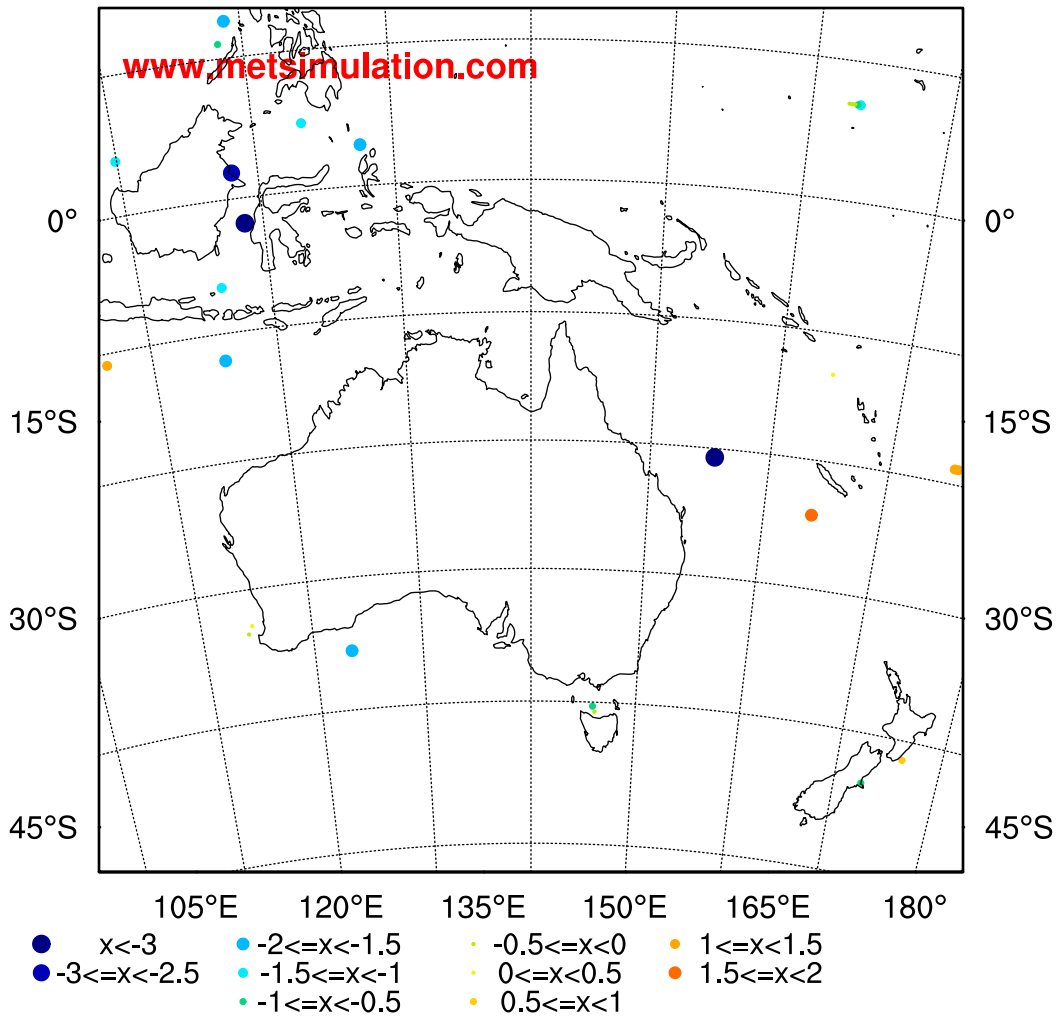 www.metsimulation.com
0° 0°
15°S 15°S
30°S 30°S
45°S 45°S
105°E 120°E 135°E 150°E 165°E 180°
x<-3 -2<=x<-1.5 -0.5<=x<0 1<=x<1.5
-3<=x<-2.5 -1.5<=x<-1 0<=x<0.5 1.5<=x<2
-1<=x<-0.5 0.5<=x<1